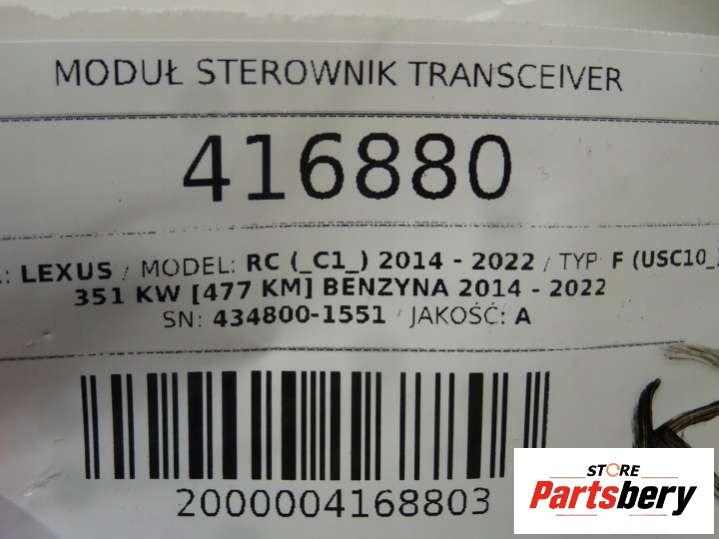 MODUŁ STEROWNIK TRANSCEIVER
416880
: LEXUS / MODEL: RC (_C1_) 2014 - 2022 / TYP F (USC10_
351 KW [477 KM] BENZYNA 2014 - 2022
SN: 434800-1551 / JAKOŚĆ: A
2000004168803
STORE
Partsbery